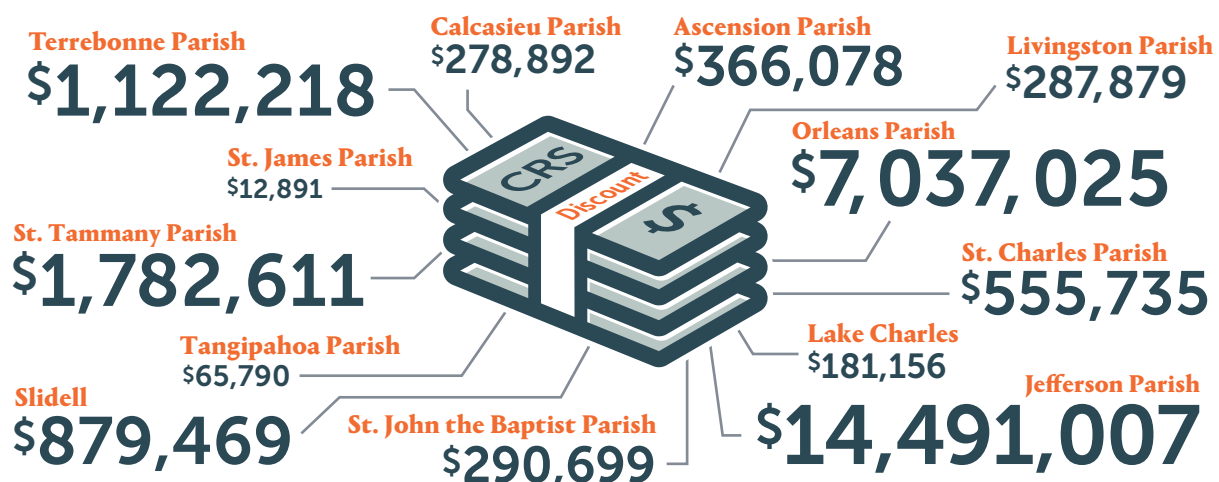 Terrebonne Parish
$1,122,218
Calcasieu Parish
$278,892
Ascension Parish
$366,078
Livingston Parish
$287,879
St. James Parish
$12,891
CRS
Discount
$
Orleans Parish
$7,037,025
St. Tammany Parish
$1,782,611
St. Charles Parish
$555,735
Tangipahoa Parish
$65,790
Lake Charles
$181,156
Slidell
$879,469
St. John the Baptist Parish
$290,699
Jefferson Parish
$14,491,007